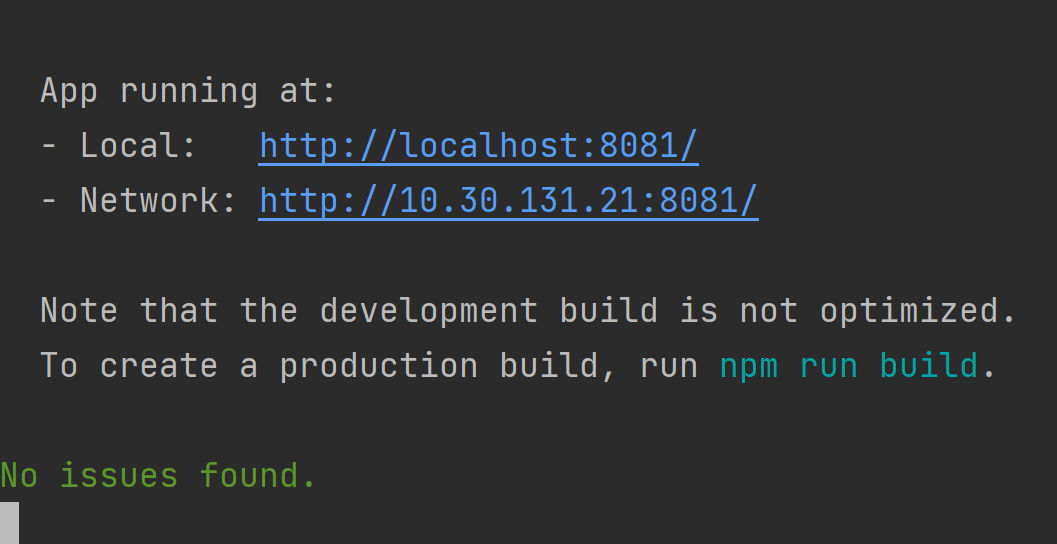 App running at:
- Local:   http://localhost:8081/
- Network: http://10.30.131.21:8081/
Note that the development build is not optimized.
To create a production build, run npm run build.
No issues found.